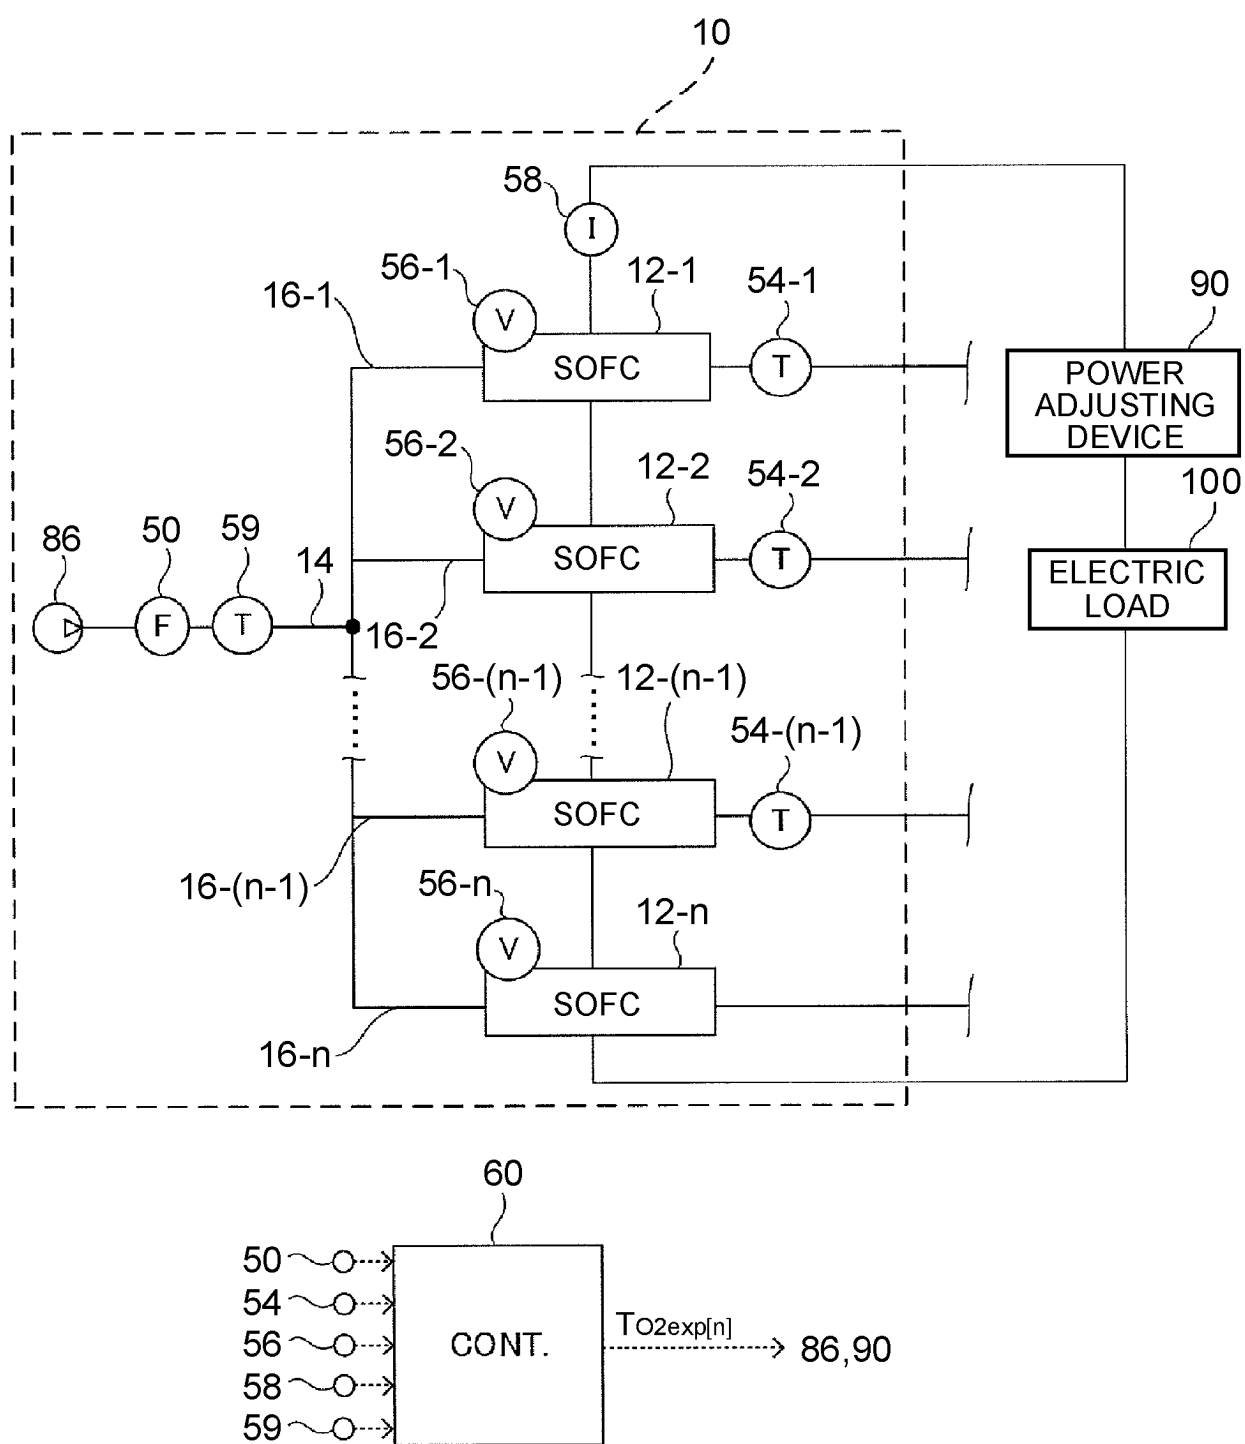 10
58
I
56-1
12-1
54-1
16-1
V
90
SOFC
T
POWER
ADJUSTING
DEVICE
56-2
12-2
54-2
V
100
SOFC
T
86
50
59
14
ELECTRIC
LOAD
F
T
16-2
56-(n-1)
12-(n-1)
54-(n-1)
V
SOFC
T
16-(n-1)
56-n
12-n
V
SOFC
16-n
60
50
54
56
58
59
CONT.
TO2exp[n]
86,90